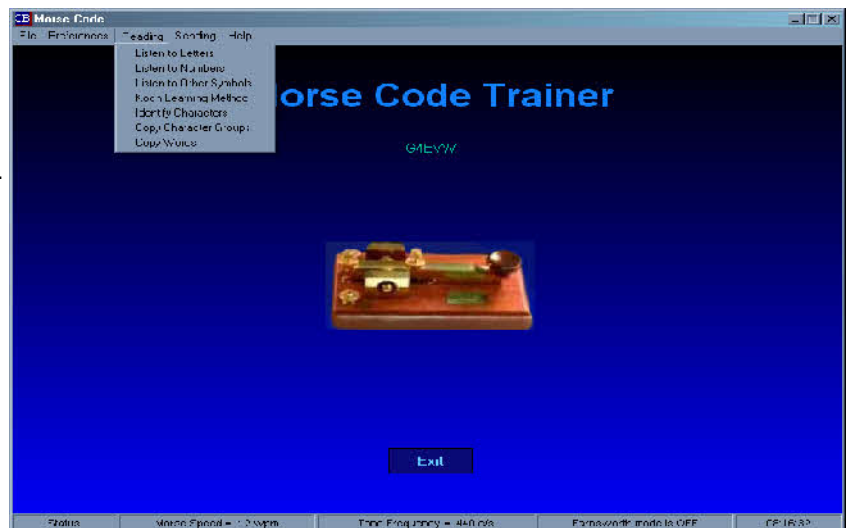 CB Morse Code
File Preferences Reading Sending Help
Listen to Letters
Listen to Numbers
Listen to Other Symbols
Koch Learning Method
Identify Characters
Copy Character Groups
Copy Words
orse Code Trainer
G4EVW
Exit
Status Morse Speed = 12 wpm Tone Frequency = 440 c/s Farnsworth mode is OFF